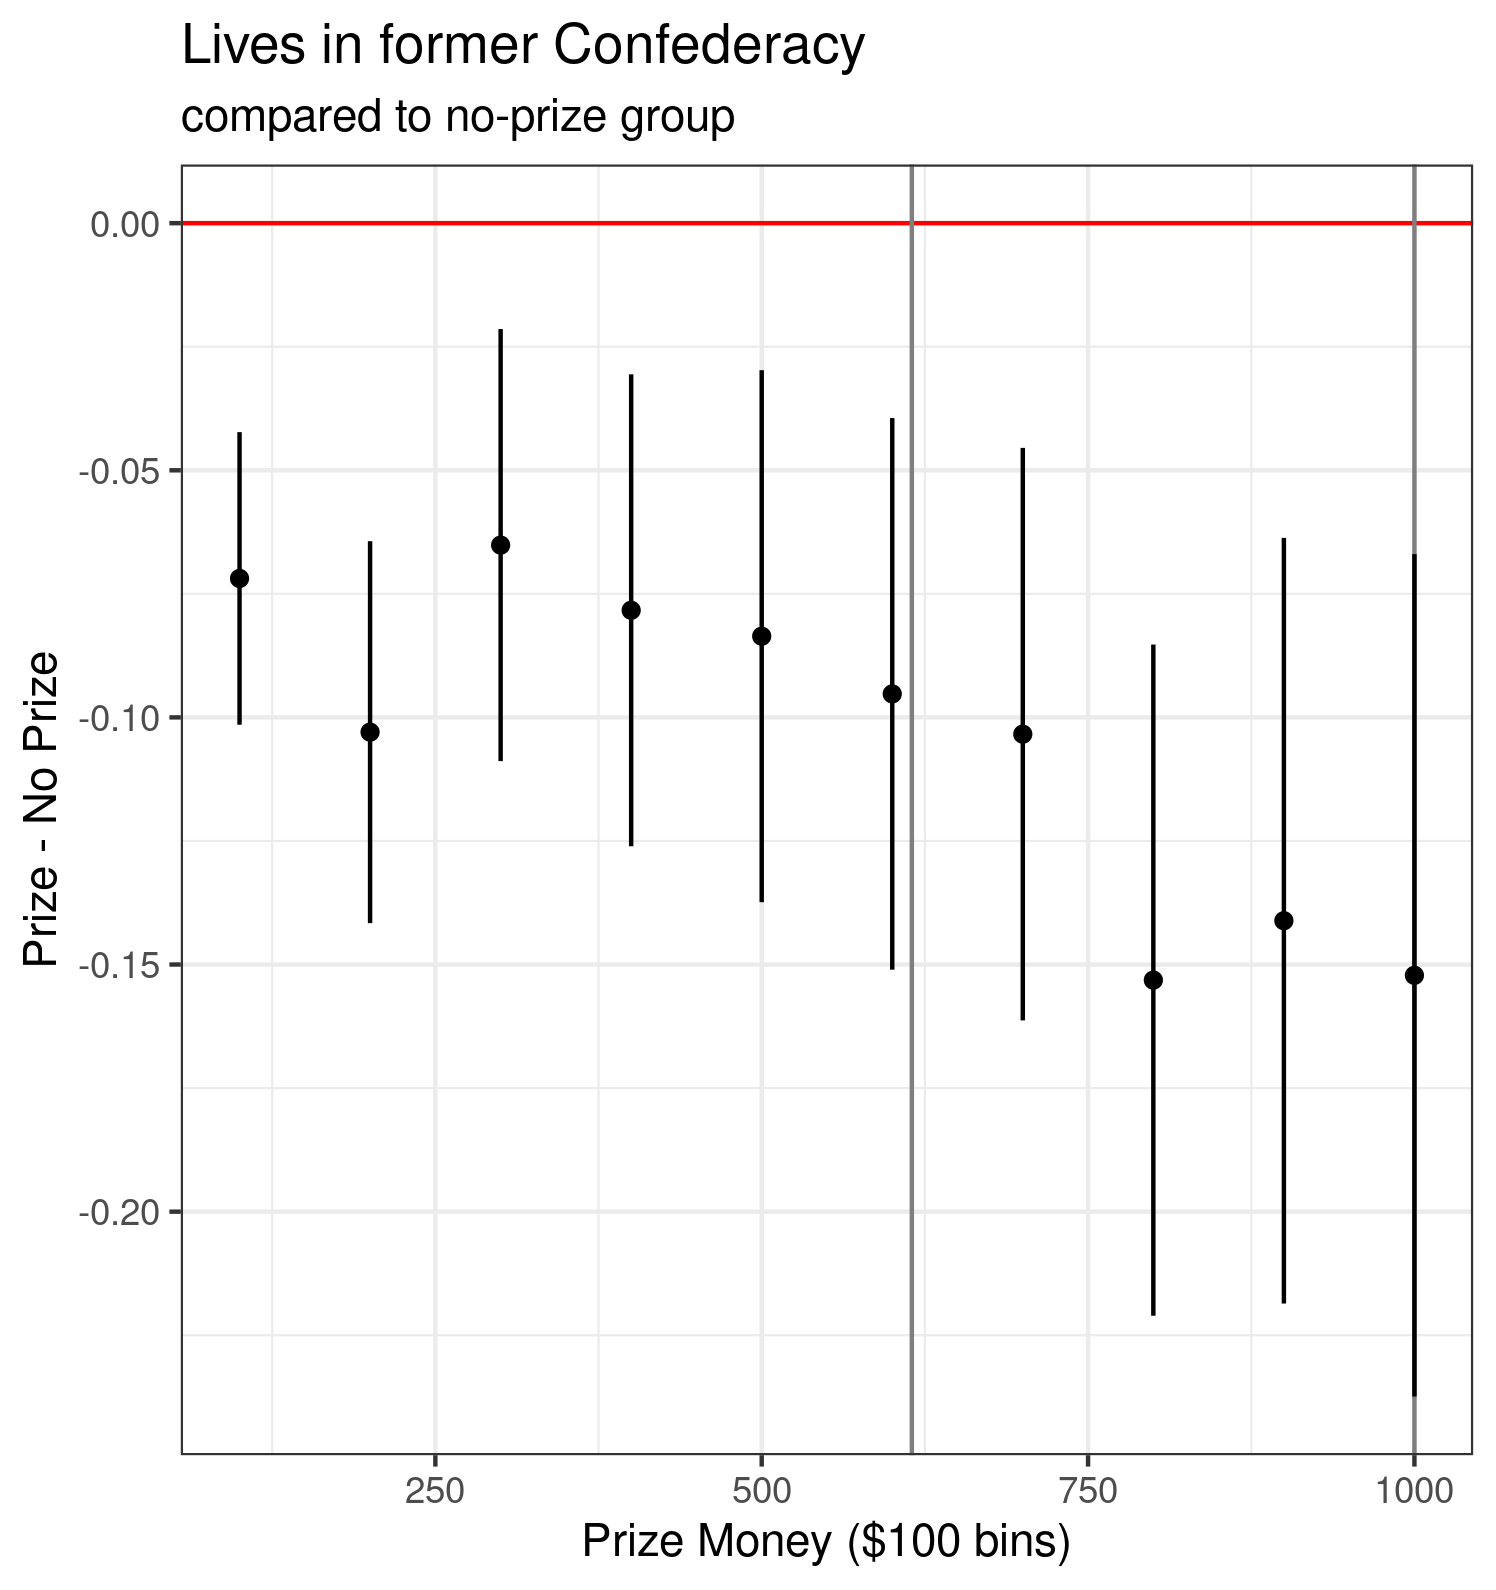 Lives in former Confederacy
compared to no-prize group
Prize - No Prize
0.00
-0.05
-0.10
-0.15
-0.20
250 500 750 1000
Prize Money ($100 bins)